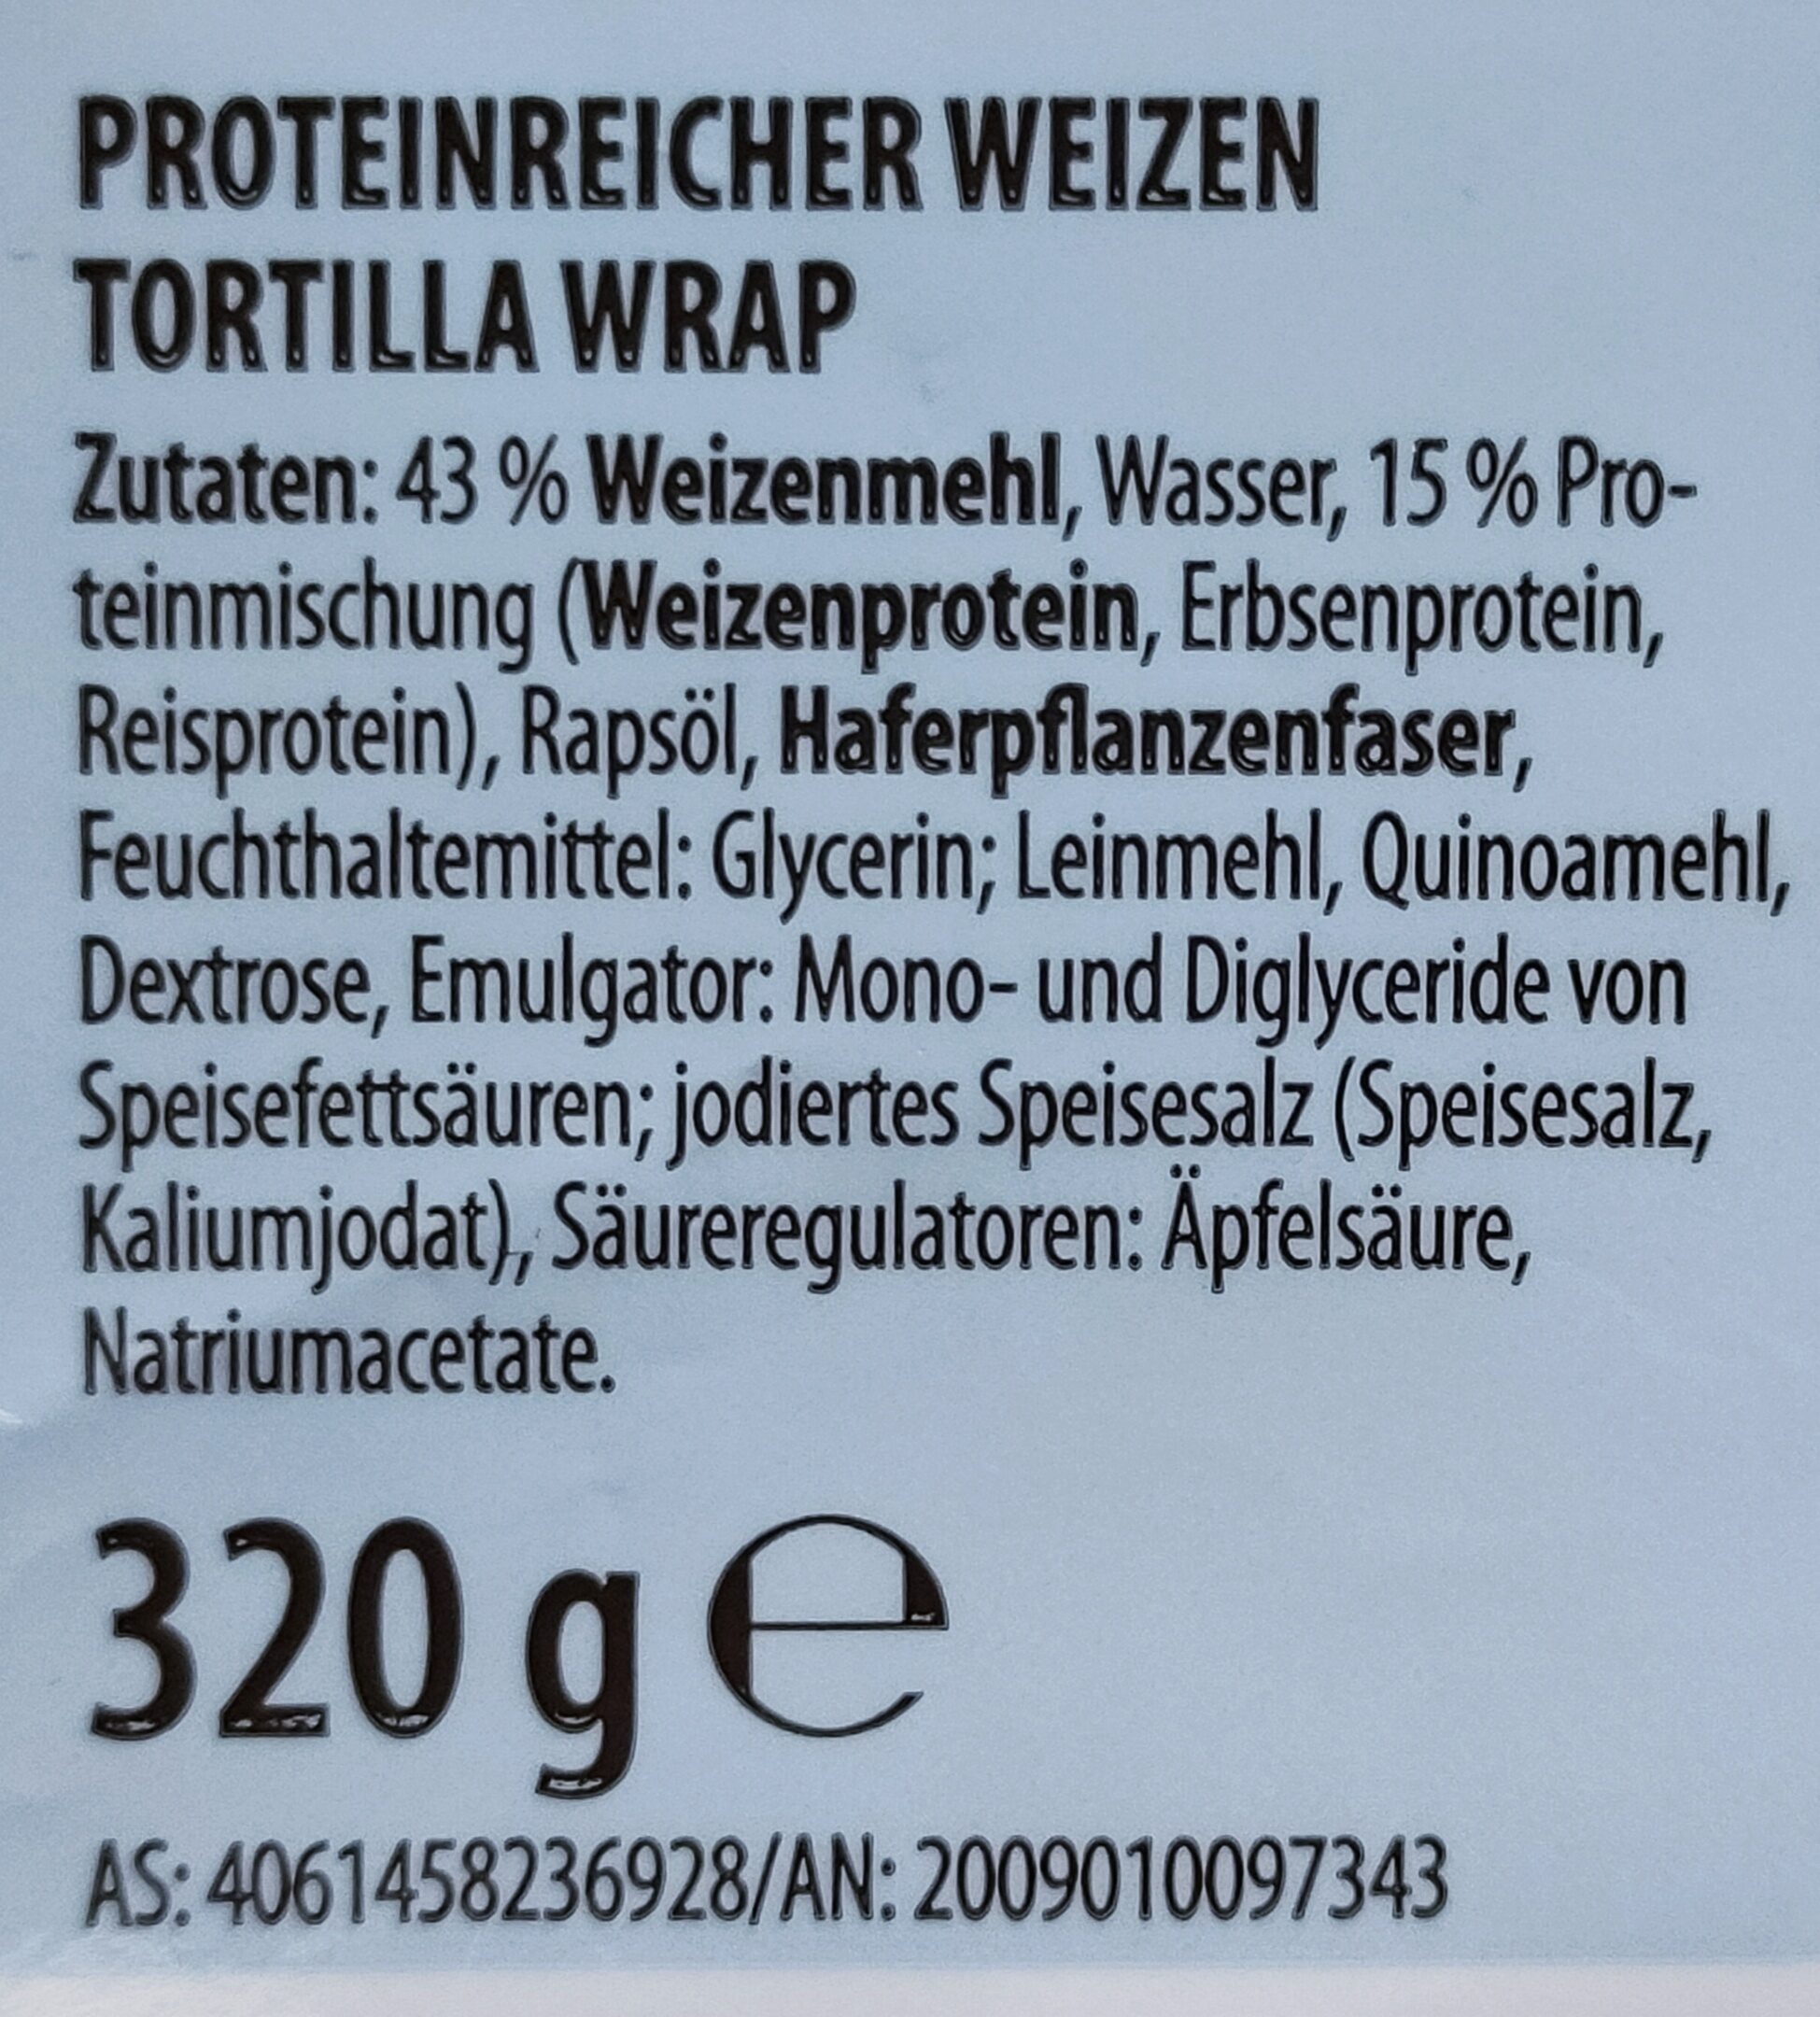 PROTEINREICHER WEIZEN
TORTILLA WRAP
Zutaten: 43 % Weizenmehl, Wasser, 15 % Pro-
teinmischung (Weizenprotein, Erbsenprotein,
Reisprotein), Rapsöl, Haferpflanzenfaser,
Feuchthaltemittel: Glycerin; Leinmehl, Quinoamehl,
Dextrose, Emulgator: Mono- und Diglyceride von
Speisefettsäuren; jodiertes Speisesalz (Speisesalz,
Kaliumjodat), Säureregulatoren: Äpfelsäure,
Natriumacetate.
320 g ℮
AS: 4061458236928/AN: 2009010097343